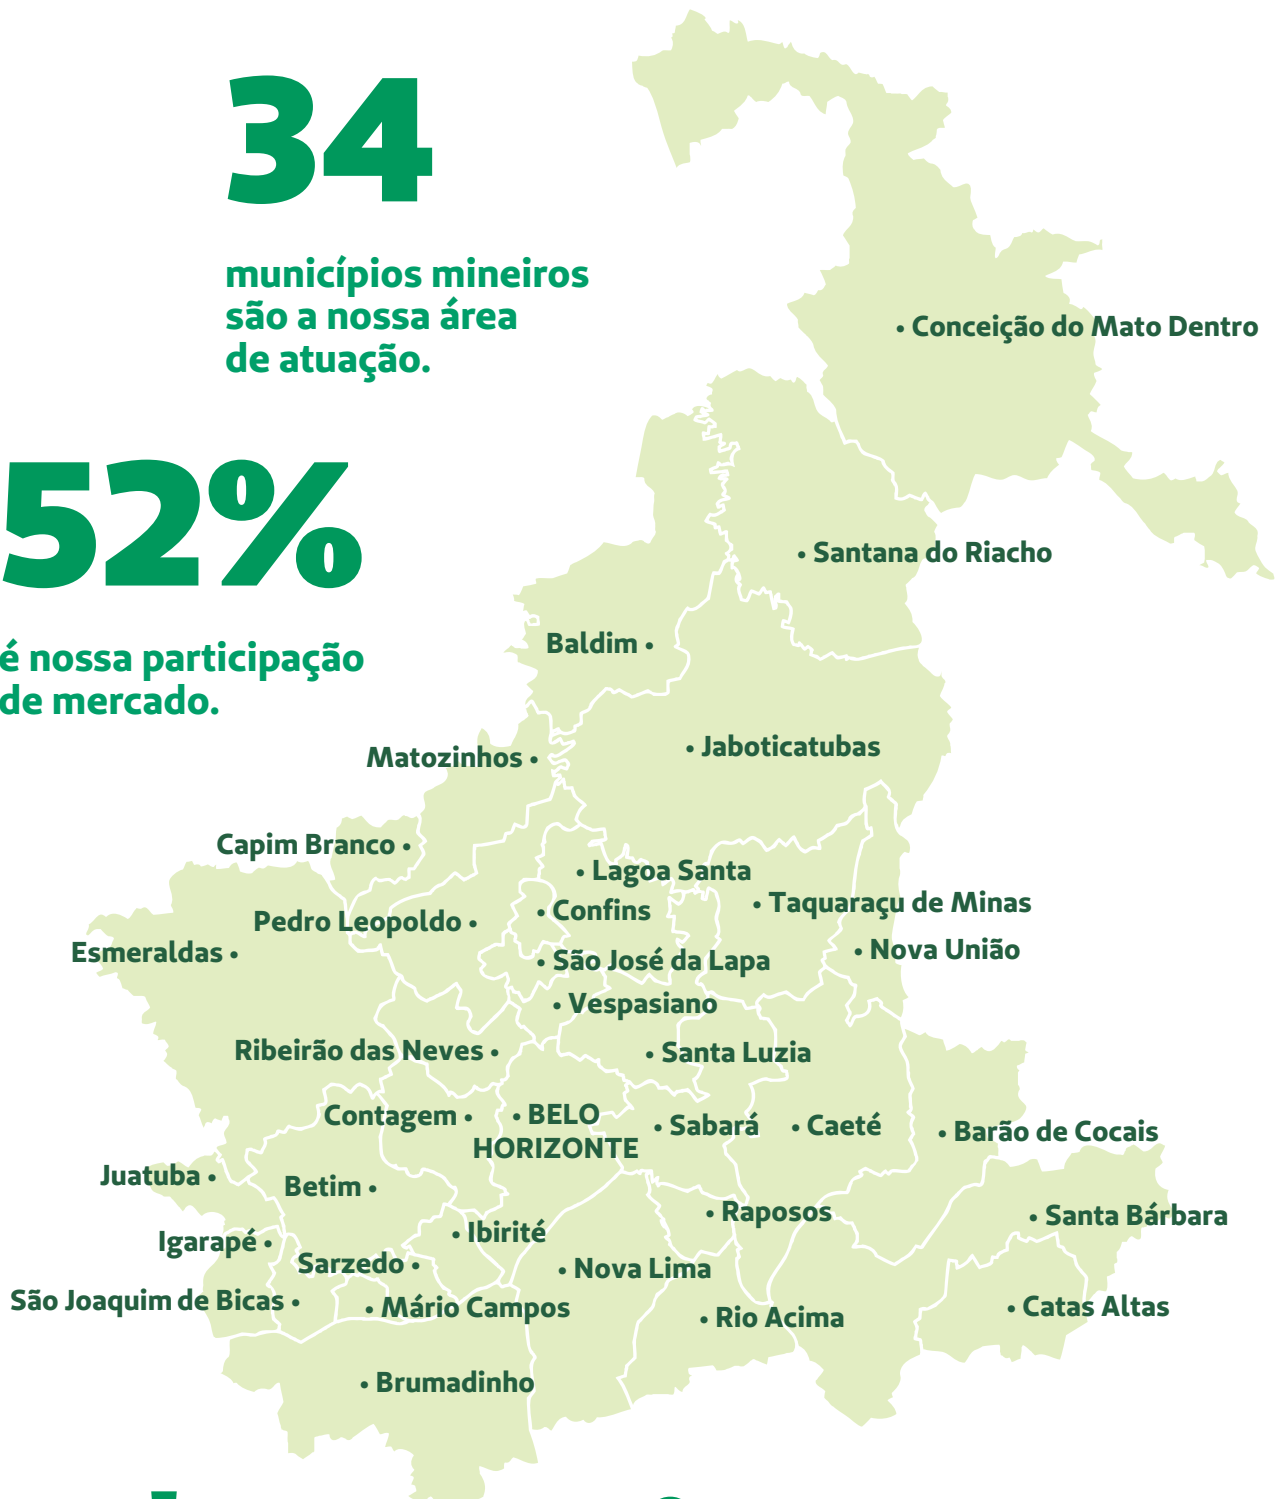 34
municípios mineiros
são a nossa área
de atuação.
• Conceição do Mato Dentro
52%
é nossa participação
de mercado.
• Santana do Riacho
Baldim •
• Jaboticatubas
Matozinhos •
Capim Branco •
• Lagoa Santa
• Taquaraçu de Minas
• Confins
Pedro Leopoldo •
Esmeraldas •
• Nova União
• São José da Lapa
• Vespasiano
Ribeirão das Neves •
• Santa Luzia
Contagem •
• BELO
HORIZONTE
• Sabará
• Caeté
• Barão de Cocais
Juatuba •
Betim •
• Raposos
• Santa Bárbara
Igarapé •
• Ibirité
Sarzedo •
• Nova Lima
São Joaquim de Bicas •
• Mário Campos
• Rio Acima
• Catas Altas
• Brumadinho